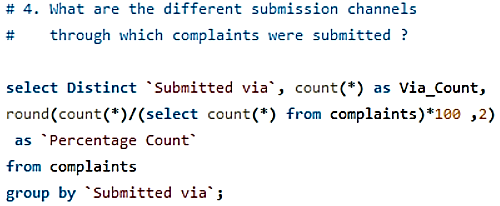 # 4. What are the different submission channels
#    through which complaints were submitted ?
select Distinct `Submitted via`, count(*) as Via_Count,
round(count(*)/(select count(*) from complaints)*100 ,2)
as `Percentage Count`
from complaints
group by `Submitted via`;